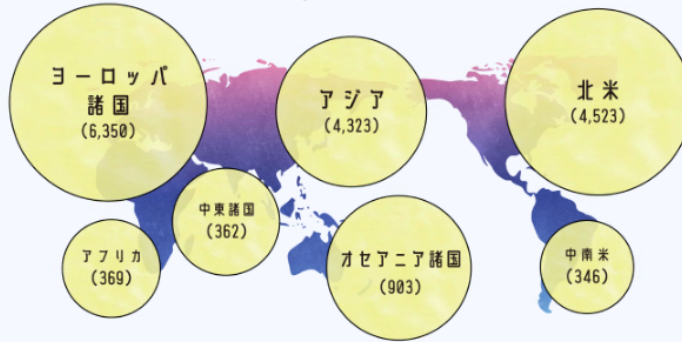 ヨーロッパ
諸国
(6,350)
アジア
(4,323)
北米
(4,523)
中東諸国
(362)
アフリカ
(369)
オセアニア諸国
(903)
中南米
(346)